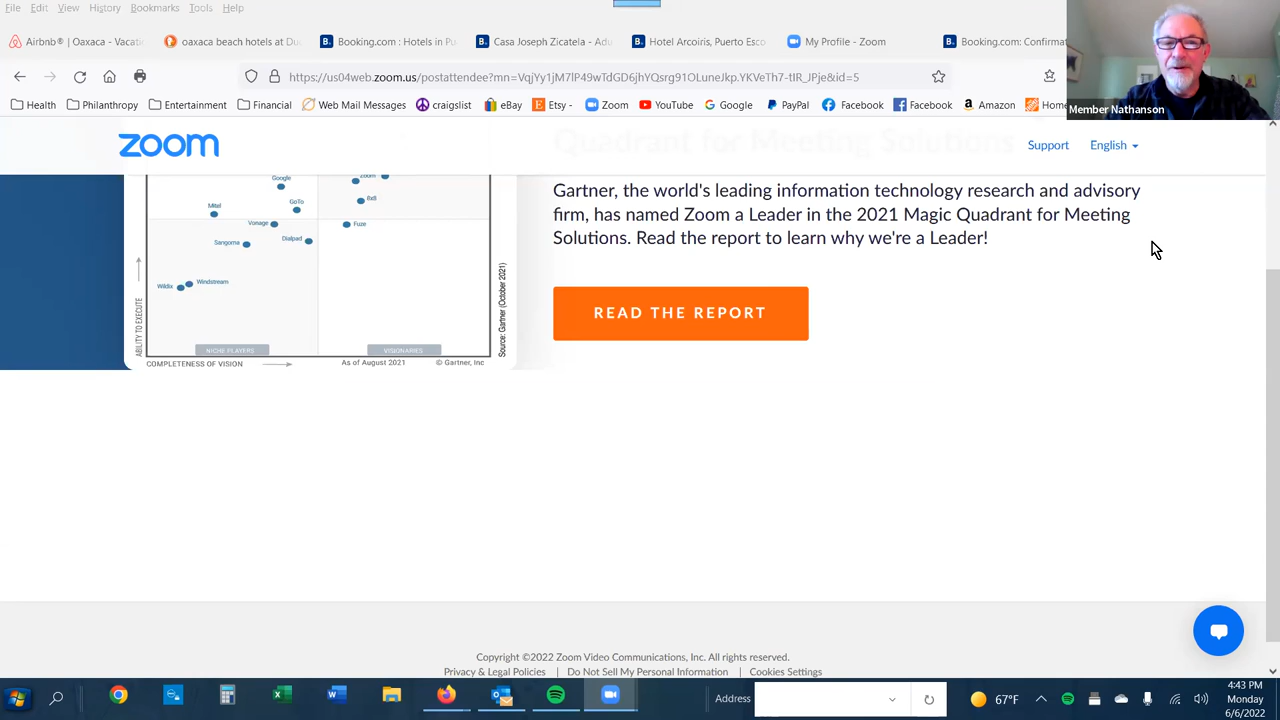 File Edit View History Bookmarks Tools Help
Airbnb® | Oaxaca - Vacati
oaxaca beach hotels at Du
Booking.com : Hotels in Pu
Casa Joseph Zicatela - Adu
Hotel Arcoiris, Puerto Esco
My Profile - Zoom
Booking.com: Confirmat
https://us04web.zoom.us/postattendee?mn=
&id=5
Health Philanthropy Entertainment Financial Web Mail Messages craigslist eBay Etsy - Zoom YouTube Google PayPal Facebook Facebook Amazon Home
Member Nathanson
zoom
Support English
Quadrant for Meeting Solutions
Gartner, the world's leading information technology research and advisory
firm, has named Zoom a Leader in the 2021 Magic Quadrant for Meeting
Solutions. Read the report to learn why we're a Leader!
READ THE REPORT
Google
Zoom
Mitel
GoTo
8x8
Vonage
Fuze
Sangoma
Dialpad
Wildix
Windstream
ABILITY TO EXECUTE
Source: Gartner (October 2021)
NICHE PLAYERS
VISIONARIES
COMPLETENESS OF VISION
As of August 2021
© Gartner, Inc
Copyright ©2022 Zoom Video Communications, Inc. All rights reserved.
Privacy & Legal Policies | Do Not Sell My Personal Information | Cookies Settings
Address
67°F
4:43 PM
Monday
6/6/2022